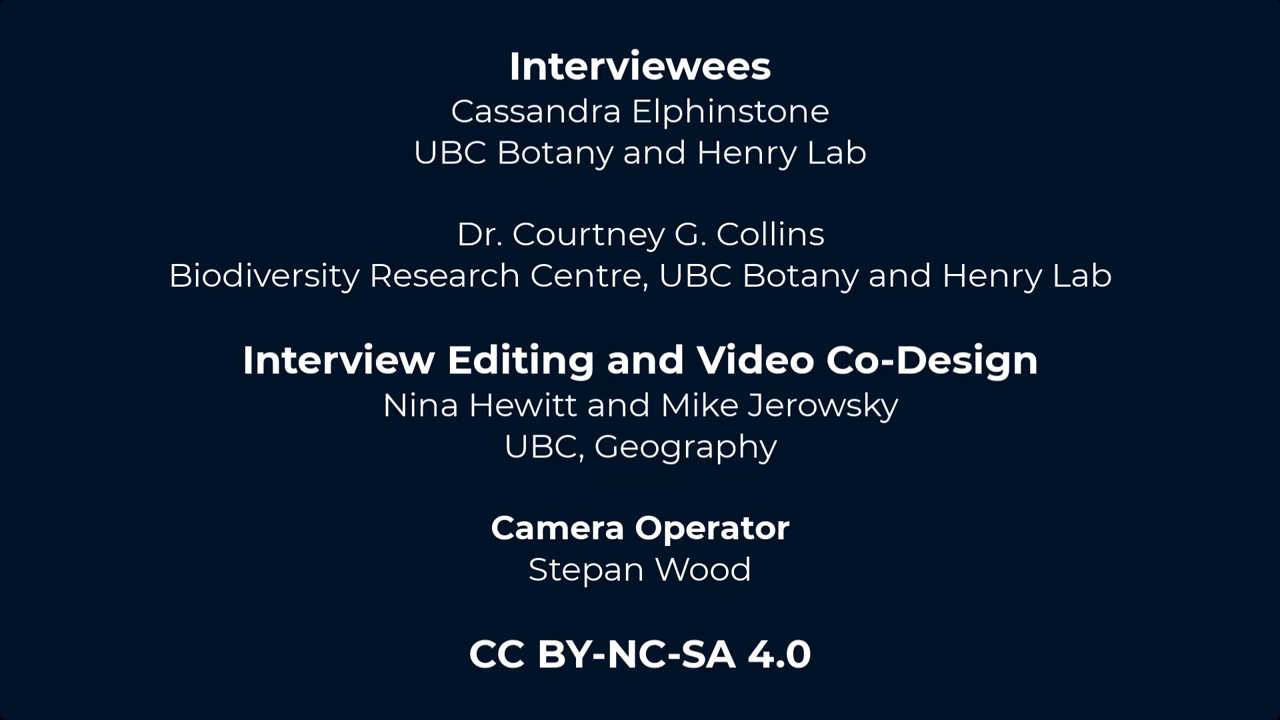 Interviewees
Cassandra Elphinstone
UBC Botany and Henry Lab
Dr. Courtney G. Collins
Biodiversity Research Centre, UBC Botany and Henry Lab
Interview Editing and Video Co-Design
Nina Hewitt and Mike Jerowsky
UBC, Geography
Camera Operator
Stepan Wood
CC BY-NC-SA 4.0